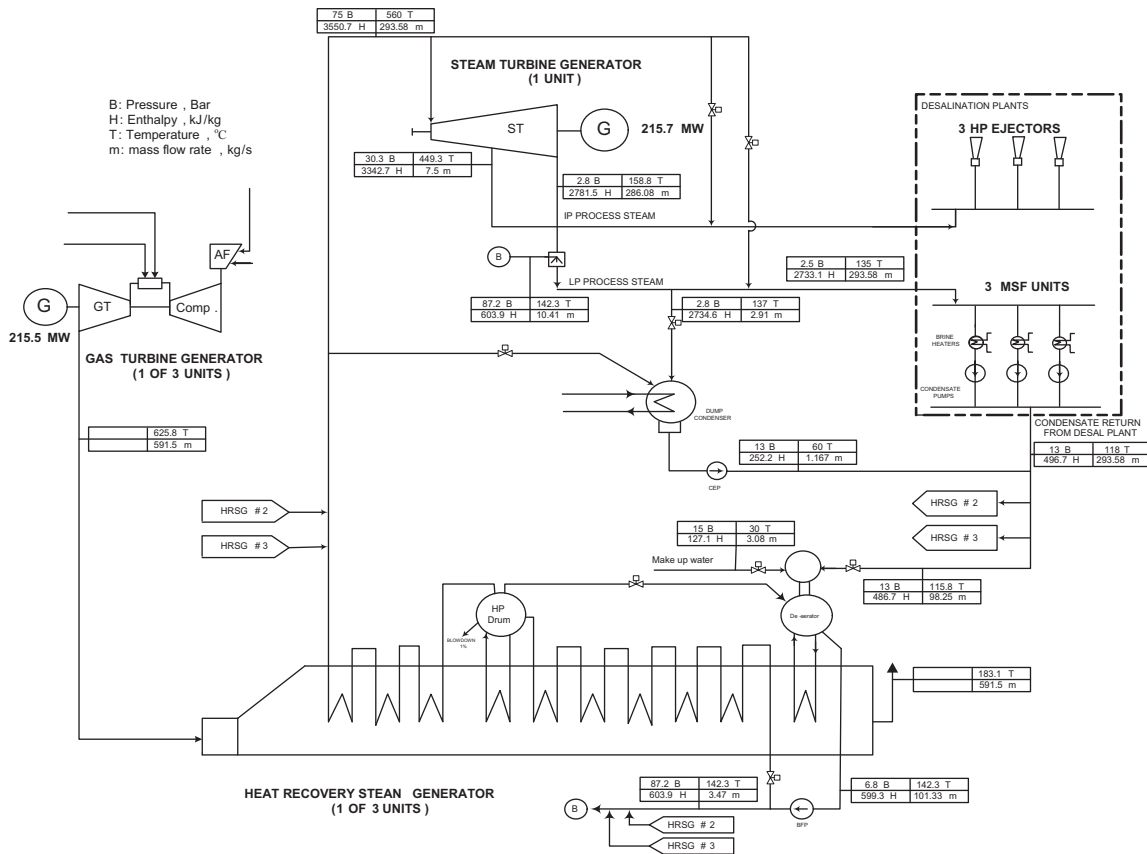 75 B 560 T
3550.7 H 293.58 m
STEAM TURBINE GENERATOR
(1 UNIT )
B: Pressure , Bar
H: Enthalpy, kJ/kg
T: Temperature , °C
m: mass flow rate , kg/s
ST
G
215.7 MW
DESALINATION PLANTS
3 HP EJECTORS
30.3 B 449.3 T
3342.7 H 7.5 m
2.8 B 158.8 T
2781.5 H 286.08 m
IP PROCESS STEAM
AF
G
GT
Comp .
215.5 MW
GAS TURBINE GENERATOR
(1 OF 3 UNITS )
B
LP PROCESS STEAM
2.5 B 135 T
2733.1 H 293.58 m
87.2 B 142.3 T
603.9 H 10.41 m
2.8 B 137 T
2734.6 H 2.91 m
3 MSF UNITS
BRINE
HEATERS
CONDENSATE
PUMPS
DUMP
CONDENSER
CONDENSATE RETURN
FROM DESAL PLANT
625.8 T
591.5 m
13 B 60 T
252.2 H 1.167 m
CEP
13 B 118 T
496.7 H 293.58 m
HRSG # 2
HRSG # 3
HRSG # 2
HRSG # 3
15 B 30 T
127.1 H 3.08 m
Make up water
13 B 115.8 T
486.7 H 98.25 m
HP
Drum
BLOWDOWN
1%
De -aerator
183.1 T
591.5 m
HEAT RECOVERY STEAN GENERATOR
(1 OF 3 UNITS )
87.2 B 142.3 T
603.9 H 3.47 m
6.8 B 142.3 T
599.3 H 101.33 m
B
BFP
HRSG # 2
HRSG # 3